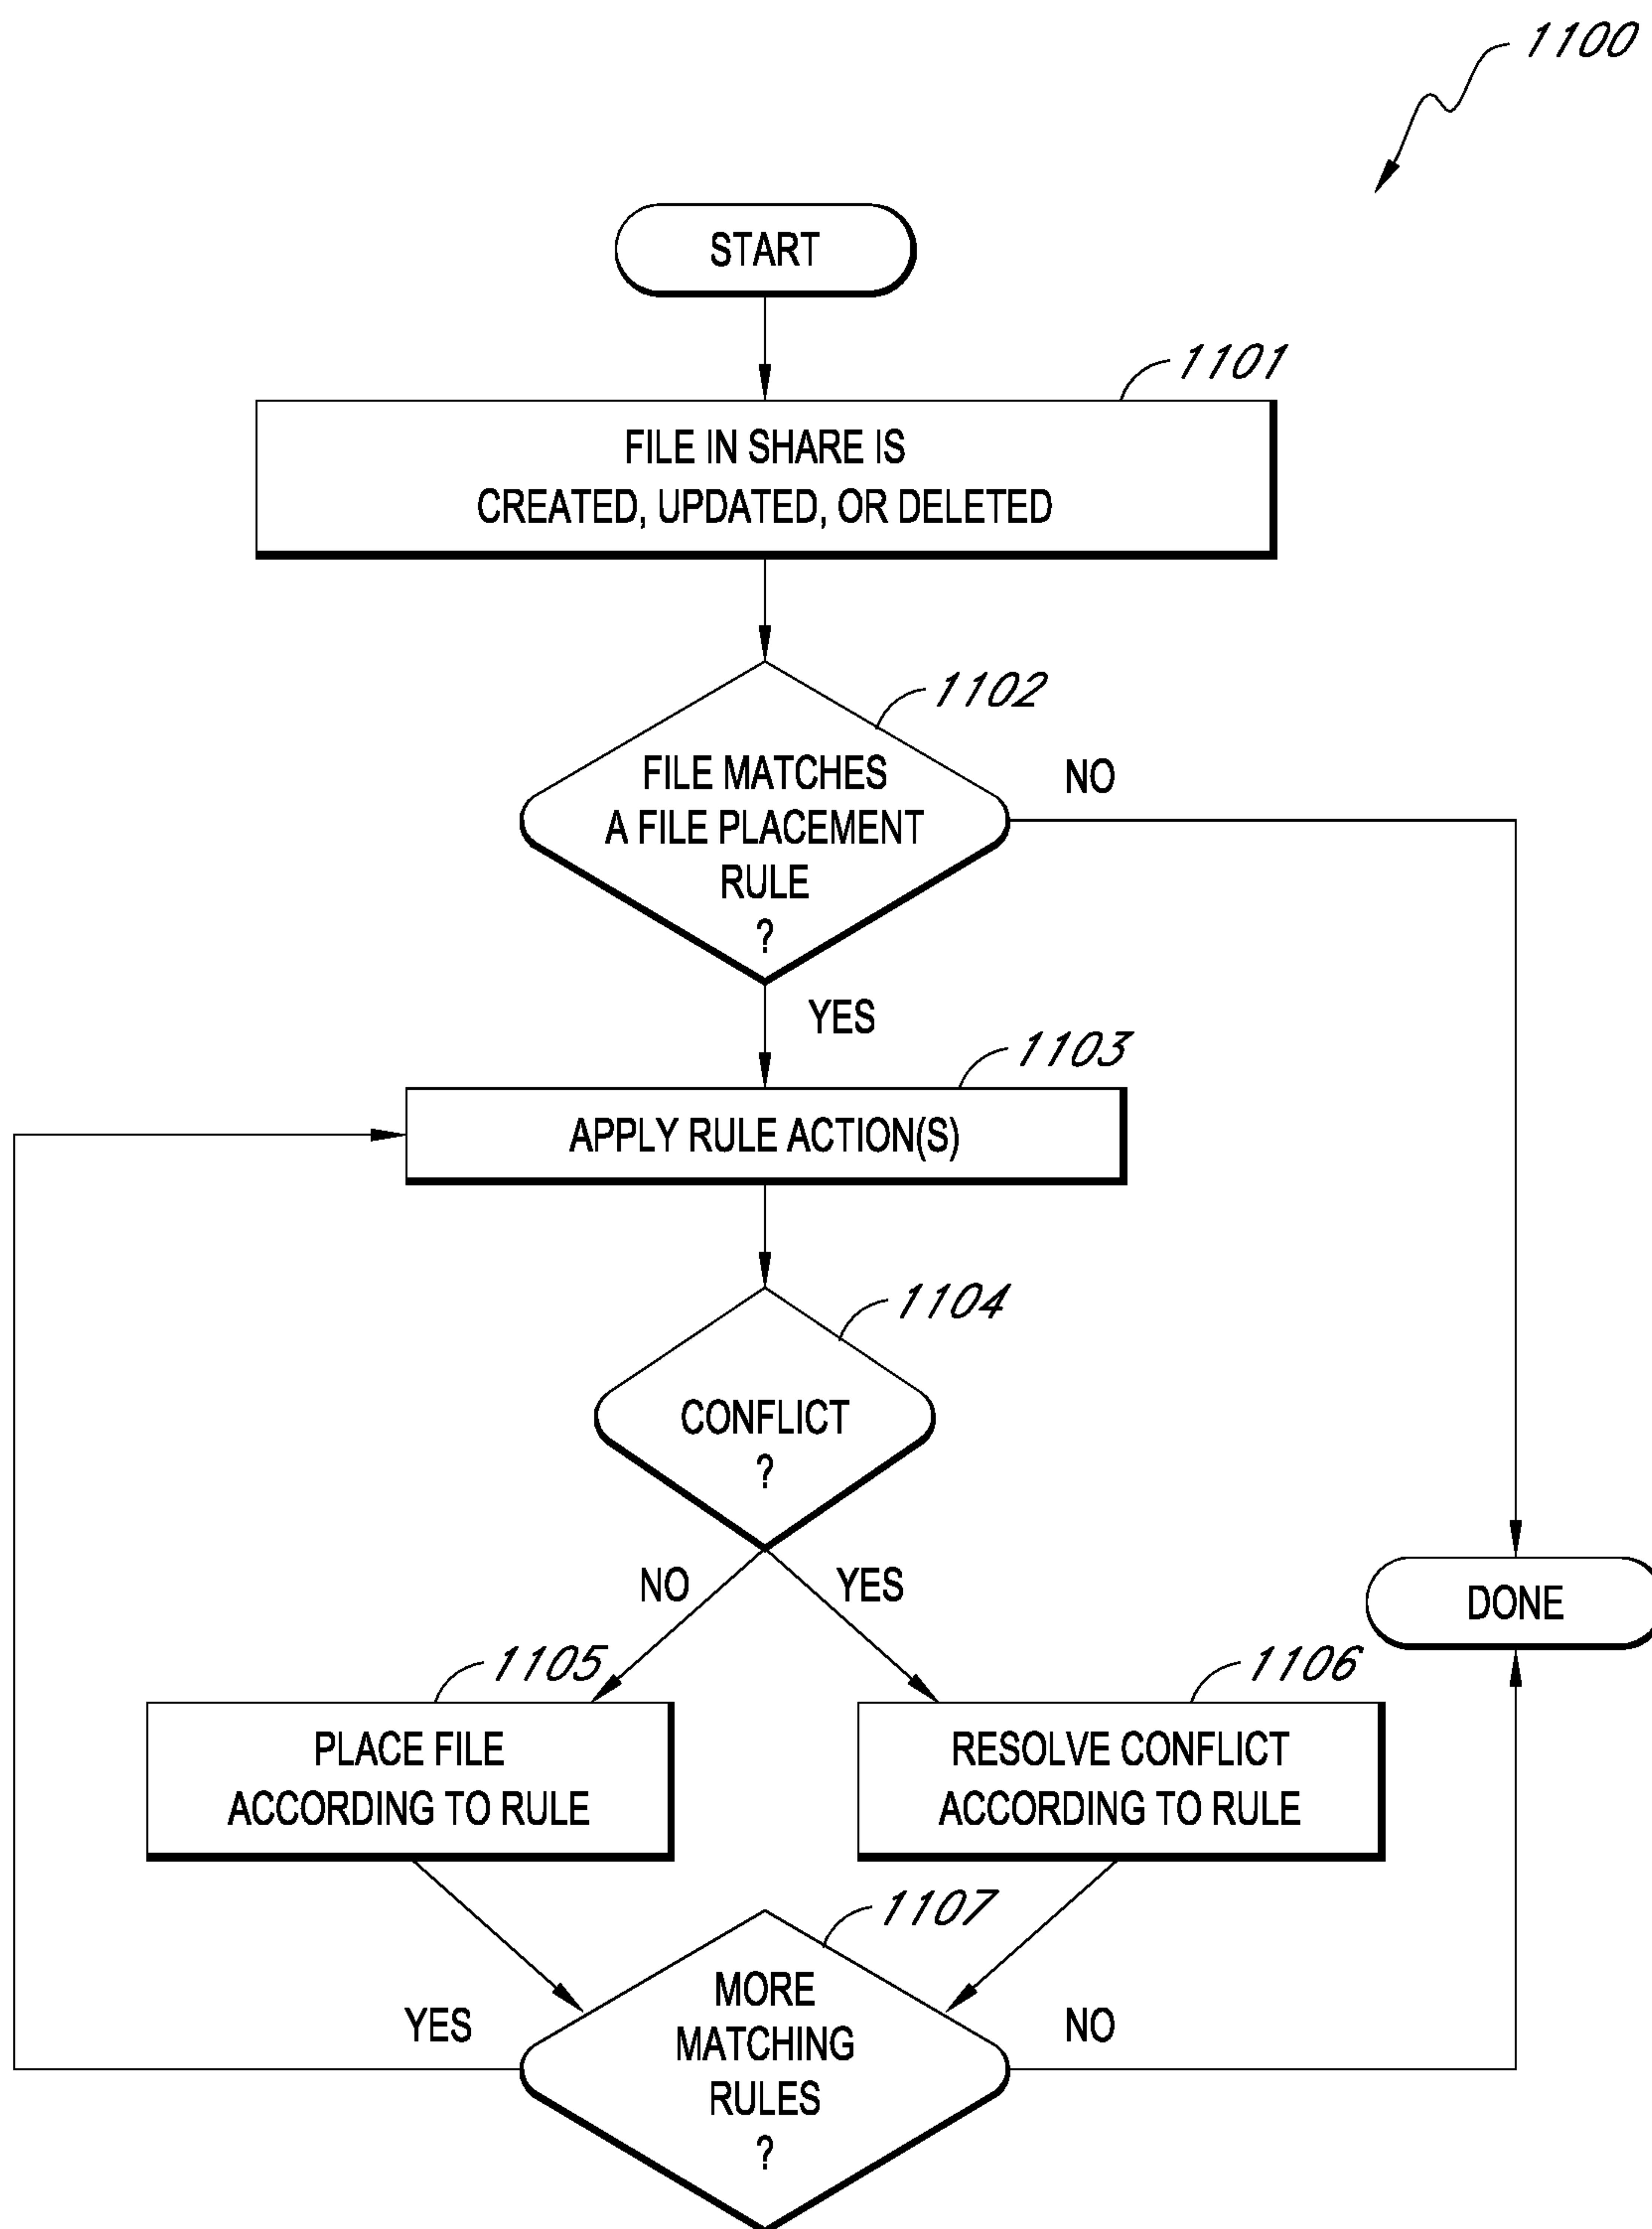 1100
START
1101
FILE IN SHARE IS
CREATED, UPDATED, OR DELETED
1102
FILE MATCHES
A FILE PLACEMENT
RULE
?
NO
YES
1103
APPLY RULE ACTION(S)
1104
CONFLICT
?
NO
YES
DONE
1105
PLACE FILE
ACCORDING TO RULE
1106
RESOLVE CONFLICT
ACCORDING TO RULE
1107
MORE
MATCHING
RULES
?
YES
NO